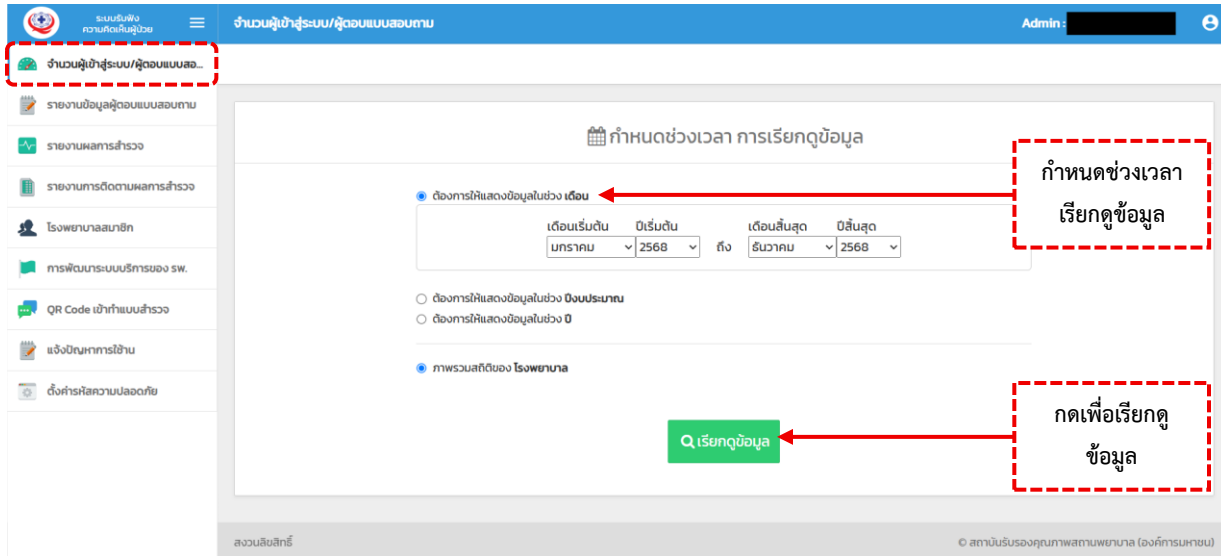 ระบบรับฟัง
ความคิดเห็นผู้ป่วย
จำนวนผู้เข้าสู่ระบบ/ผู้ตอบแบบสอบถาม
Admin :
จำนวนผู้เข้าสู่ระบบ/ผู้ตอบแบบสอ...
รายงานข้อมูลผู้ตอบแบบสอบถาม
รายงานผลการสำรวจ
รายงานการติดตามผลการสำรวจ
โรงพยาบาลสมาชิก
การพัฒนาระบบบริการของ รพ.
QR Code เข้าทำแบบสำรวจ
แจ้งปัญหาการใช้าน
ตั้งค่ารหัสความปลอดภัย
กำหนดช่วงเวลา การเรียกดูข้อมูล
ต้องการให้แสดงข้อมูลในช่วง เดือน
เดือนเริ่มต้น ปีเริ่มต้น เดือนสิ้นสุด ปีสิ้นสุด
มกราคม 2568 ถึง ธันวาคม 2568
ต้องการให้แสดงข้อมูลในช่วง ปีงบประมาณ
ต้องการให้แสดงข้อมูลในช่วง ปี
ภาพรวมสถิติของ โรงพยาบาล
เรียกดูข้อมูล
กำหนดช่วงเวลา
เรียกดูข้อมูล
กดเพื่อเรียกดู
ข้อมูล
สงวนลิขสิทธิ์
© สถาบันรับรองคุณภาพสถานพยาบาล (องค์การมหาชน)